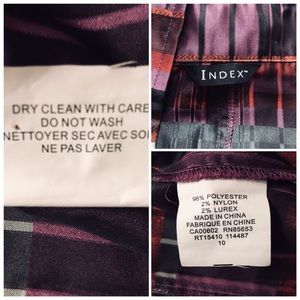 DRY CLEAN WITH CARE
DO NOT WASH
NETTOYER SEC AVEC SOI
NE PAS LAVER
INDEX™
96% POLYESTER
2% NYLON
2% LUREX
MADE IN CHINA
FABRIQUE EN CHINE
CA00602 RN85653
RT15410 114487
10